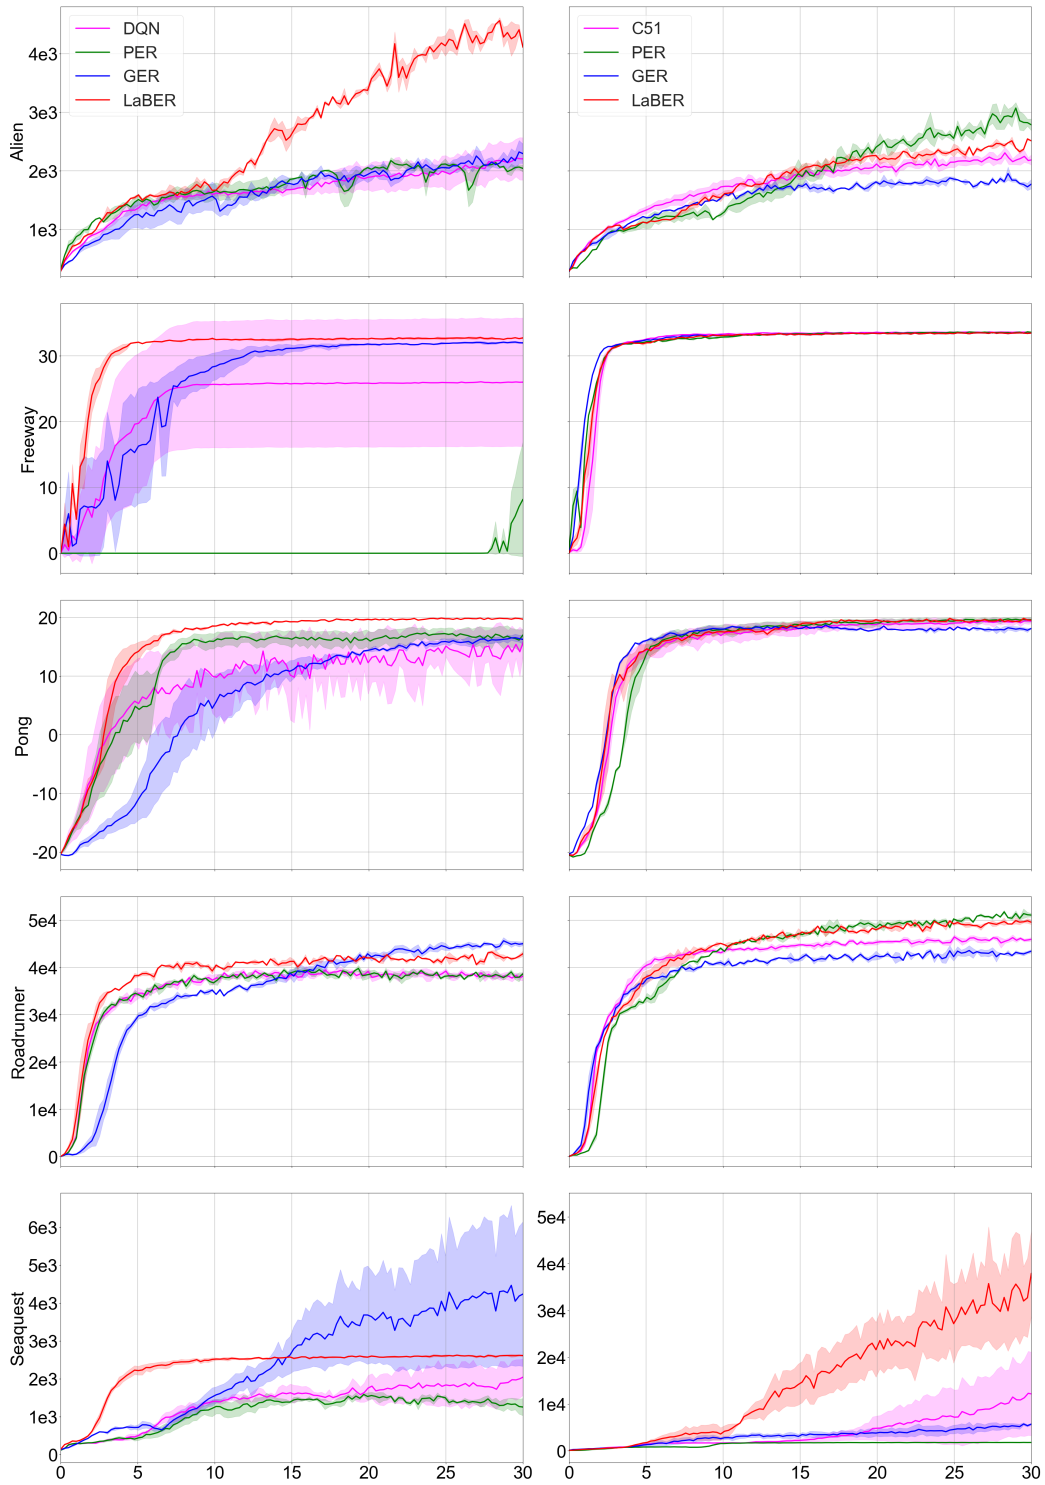 DQN
PER
GER
LaBER
C51
PER
GER
LaBER
Alien
4e3
3e3
2e3
1e3
Freeway
30
20
10
0
Pong
20
10
0
-10
-20
Roadrunner
5e4
4e4
3e4
2e4
1e4
0
Seaquest
6e3
5e3
4e3
3e3
2e3
1e3
0
5e4
4e4
3e4
2e4
1e4
0
0 5 10 15 20 25 30
0 5 10 15 20 25 30